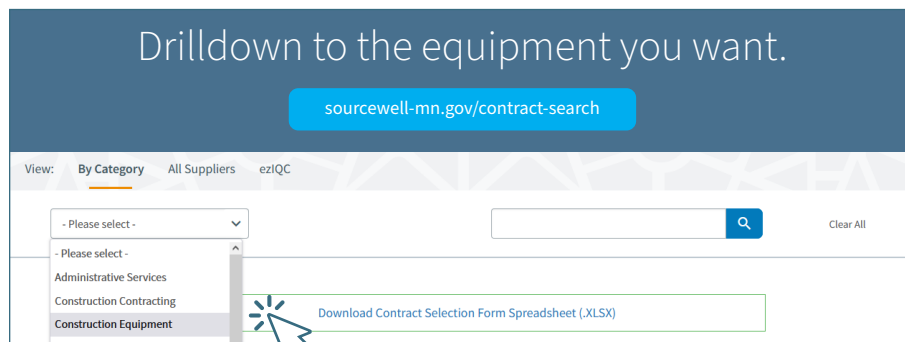 Drilldown to the equipment you want.
sourcewell-mn.gov/contract-search
View: By Category All Suppliers ezIQC
- Please select - Clear All
- Please select -
Administrative Services
Construction Contracting
Construction Equipment
Download Contract Selection Form Spreadsheet (.XLSX)